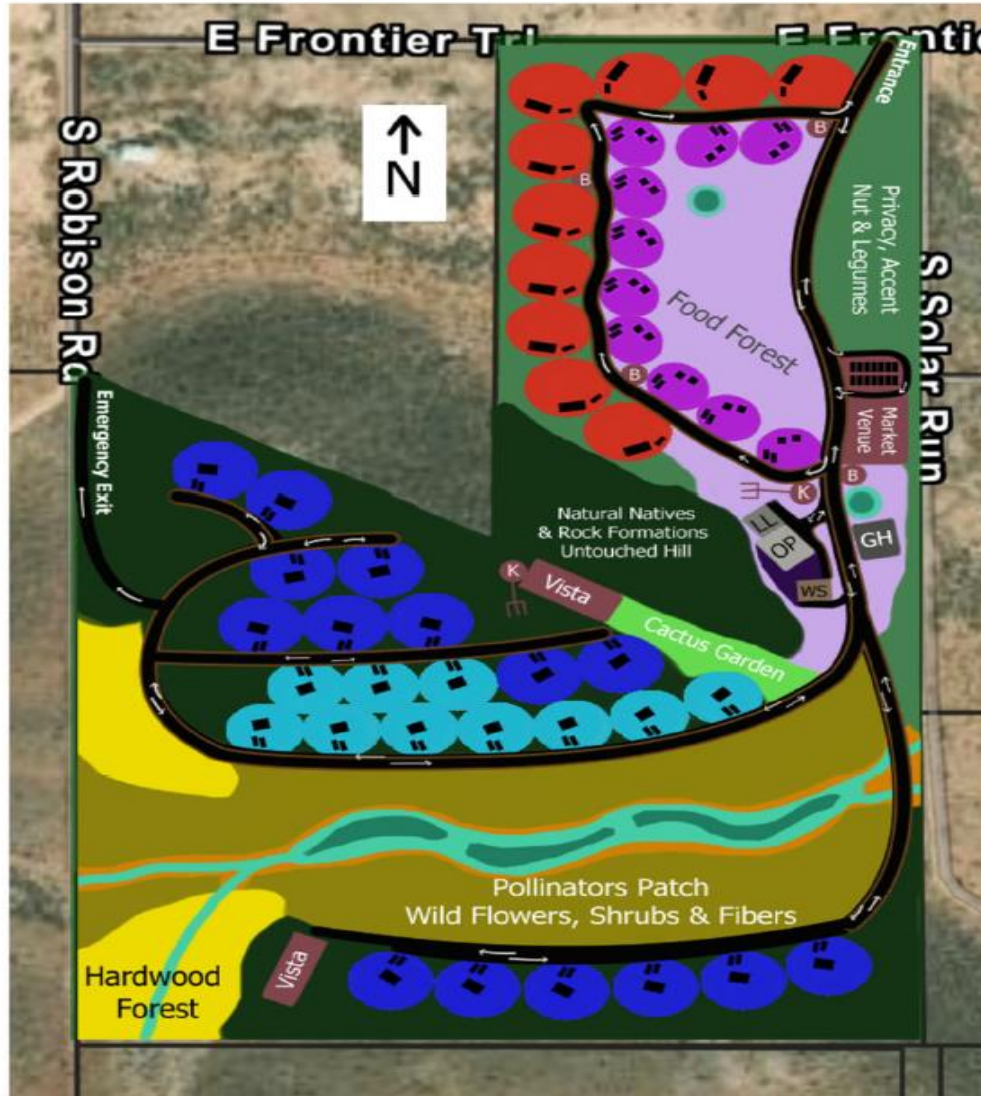 E Frontier Trl
E Frontie
Entrance
S Robison Rd
N
B
B
Privacy, Accent
Nut & Legumes
S Solar Run
Food Forest
B
Market
Venue
Emergency Exit
K
B
Natural Natives
& Rock Formations
Untouched Hill
LL
OP
GH
WS
K
Vista
Cactus Garden
Pollinators Patch
Wild Flowers, Shrubs & Fibers
Vista
Hardwood
Forest